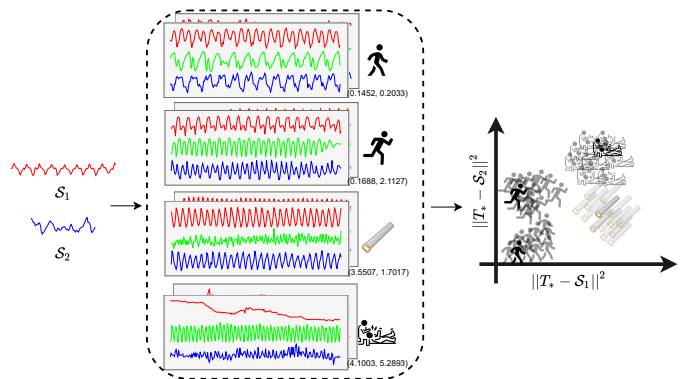 (0.1452, 0.2033)
(0.1688, 2.1127)
S₁
S₂
(3.5507, 1.7017)
(4.1003, 5.2893)
||T* − S₂||²
||T* − S₁||²